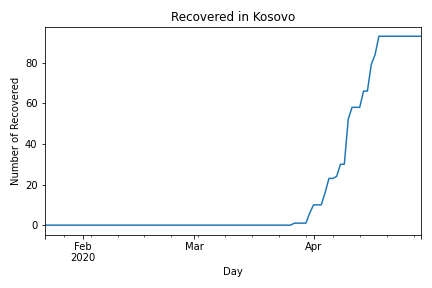 Recovered in Kosovo
Number of Recovered
80
60
40
20
0
Feb
2020
Mar
Apr
Day